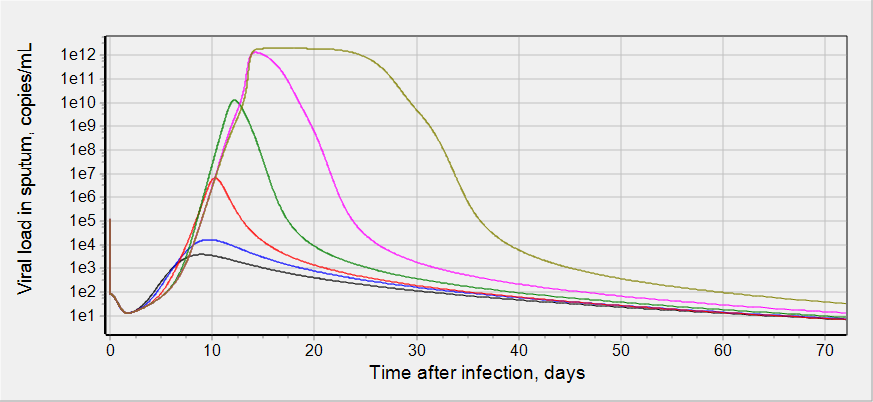 Viral load in sputum, copies/mL
1e12
1e11
1e10
1e9
1e8
1e7
1e6
1e5
1e4
1e3
1e2
1e1
0 10 20 30 40 50 60 70
Time after infection, days